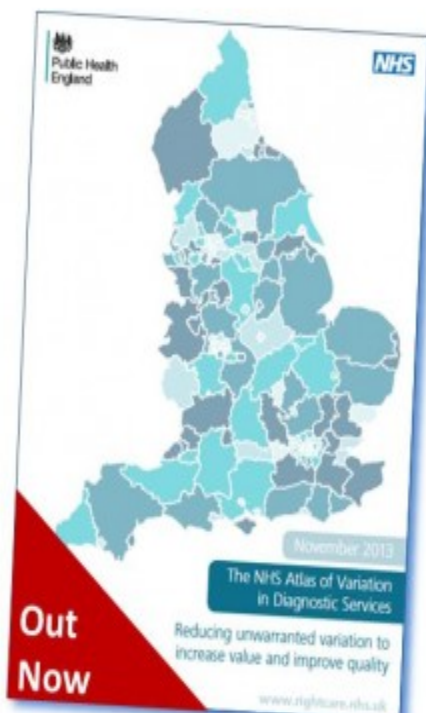 Public Health
England
NHS
November 2013
The NHS Atlas of Variation
in Diagnostic Services
Reducing unwarranted variation to
increase value and improve quality
Out
Now
www.rightcare.nhs.uk